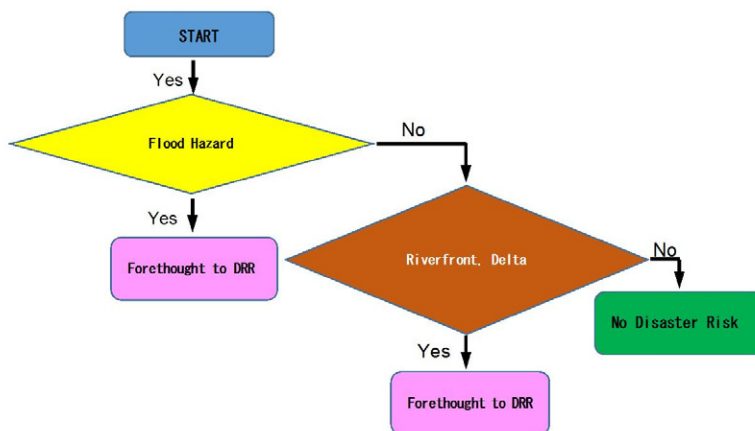 START
Yes
Flood Hazard
No
Yes
Forethought to DRR
Riverfront, Delta
No
No Disaster Risk
Yes
Forethought to DRR